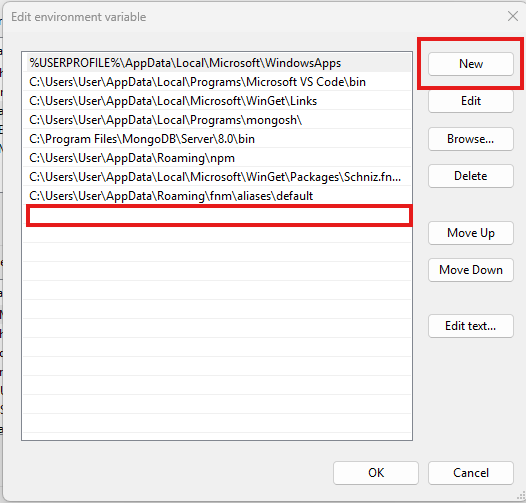 Edit environment variable
%USERPROFILE%\AppData\Local\Microsoft\WindowsApps
C:\Users\User\AppData\Local\Programs\Microsoft VS Code\bin
C:\Users\User\AppData\Local\Microsoft\WinGet\Links
C:\Users\User\AppData\Local\Programs\mongosh\
C:\Program Files\MongoDB\Server\8.0\bin
C:\Users\User\AppData\Roaming\npm
C:\Users\User\AppData\Local\Microsoft\WinGet\Packages\Schniz.fn...
C:\Users\User\AppData\Roaming\fnm\aliases\default
New
Edit
Browse...
Delete
Move Up
Move Down
Edit text...
OK
Cancel